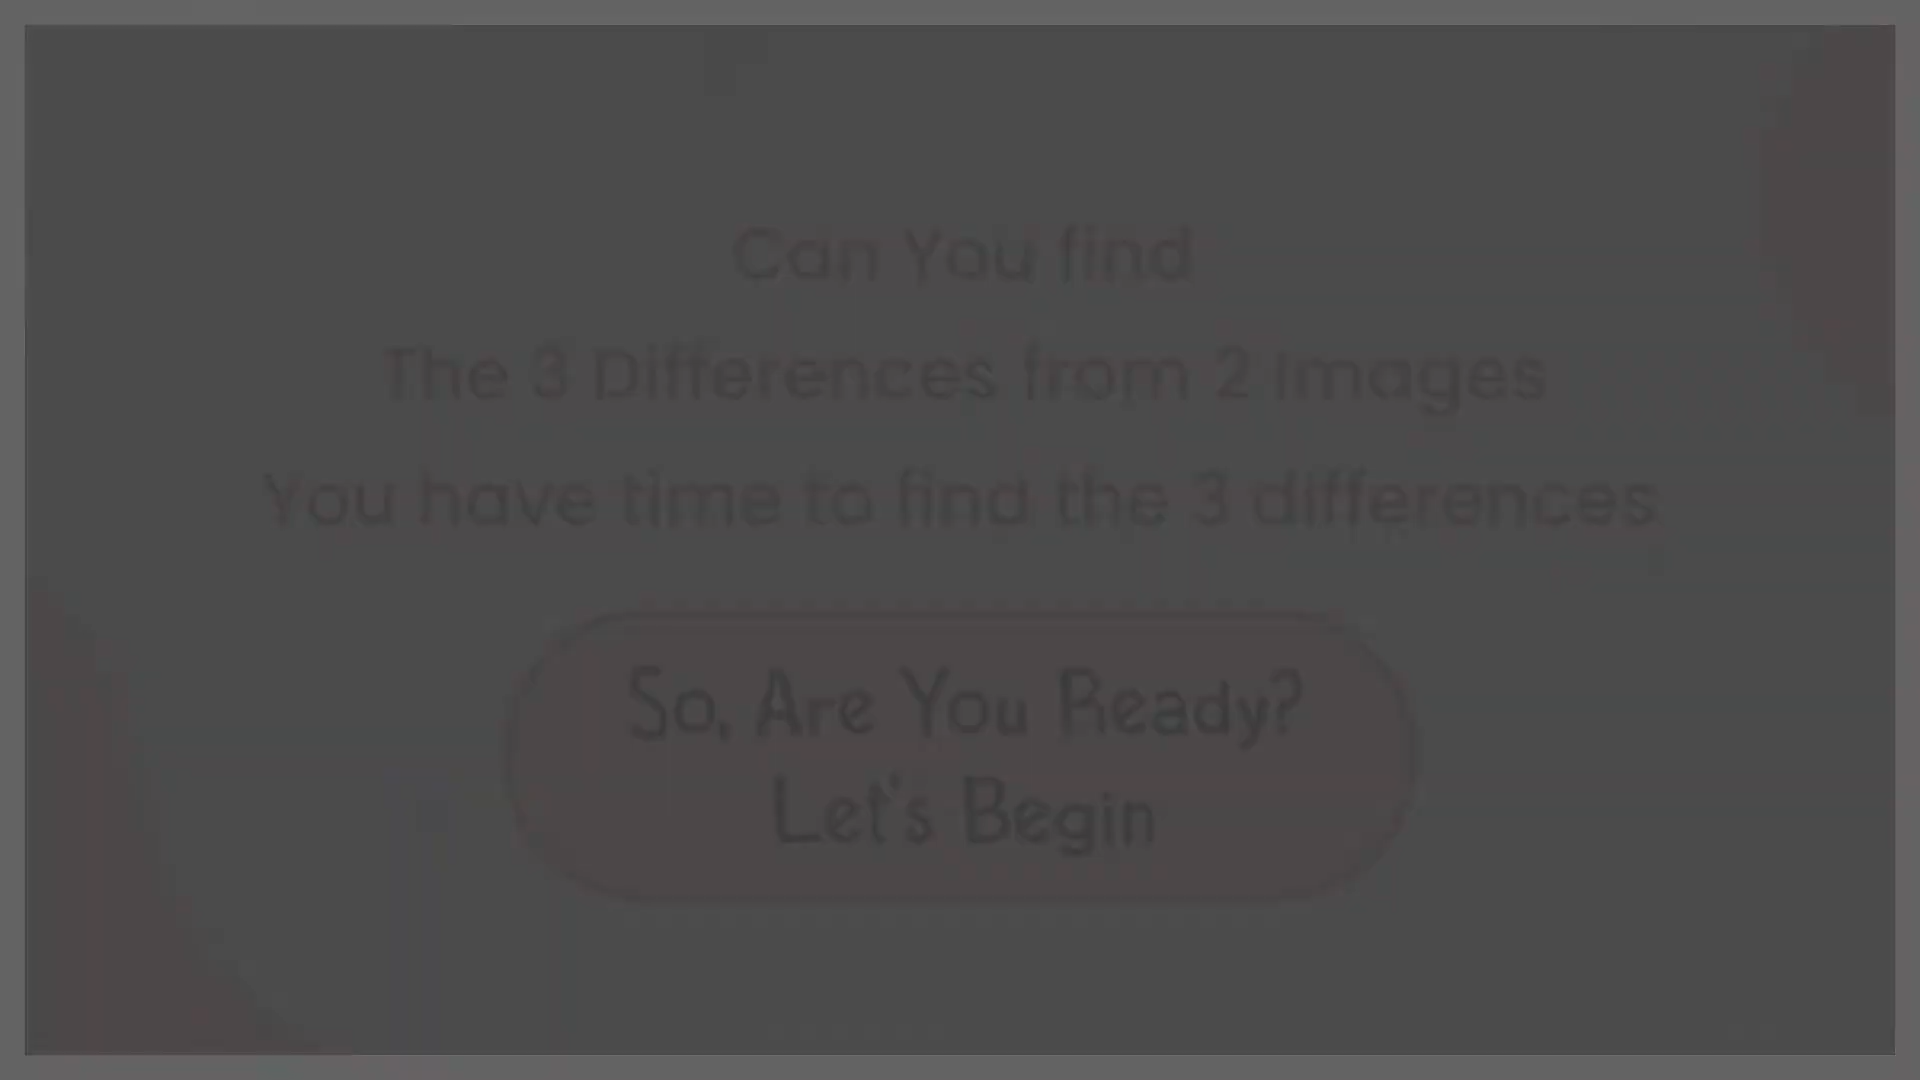 Can You find
The 3 Differences from 2 Images
You have time to find the 3 differences
So, Are You Ready?
Let's Begin